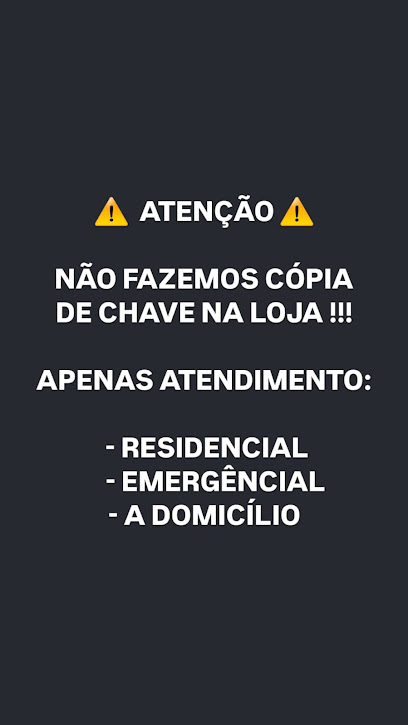 ⚠️ ATENÇÃO ⚠️
NÃO FAZEMOS CÓPIA
DE CHAVE NA LOJA !!!
APENAS ATENDIMENTO:
- RESIDENCIAL
- EMERGÊNCIAL
- A DOMICÍLIO